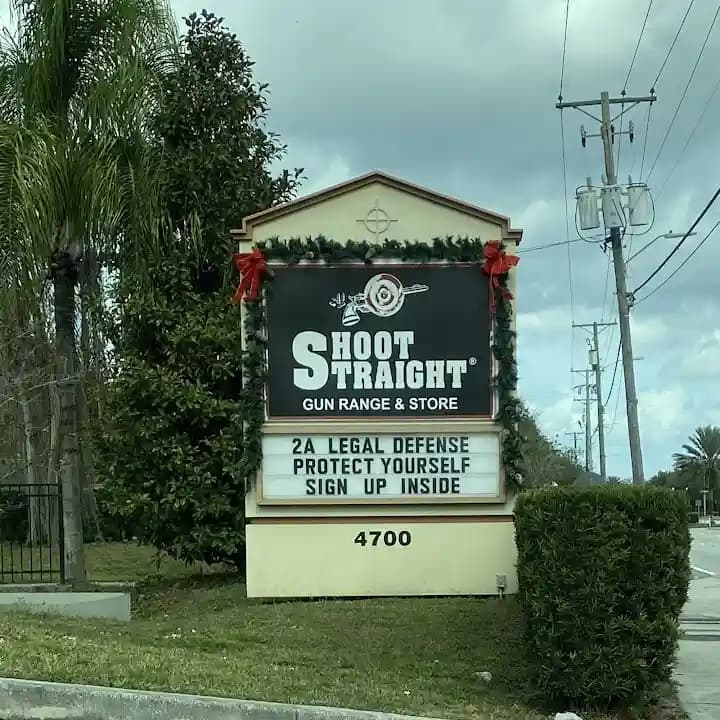 SHOOT
STRAIGHT®
GUN RANGE & STORE
2A LEGAL DEFENSE
PROTECT YOURSELF
SIGN UP INSIDE
4700